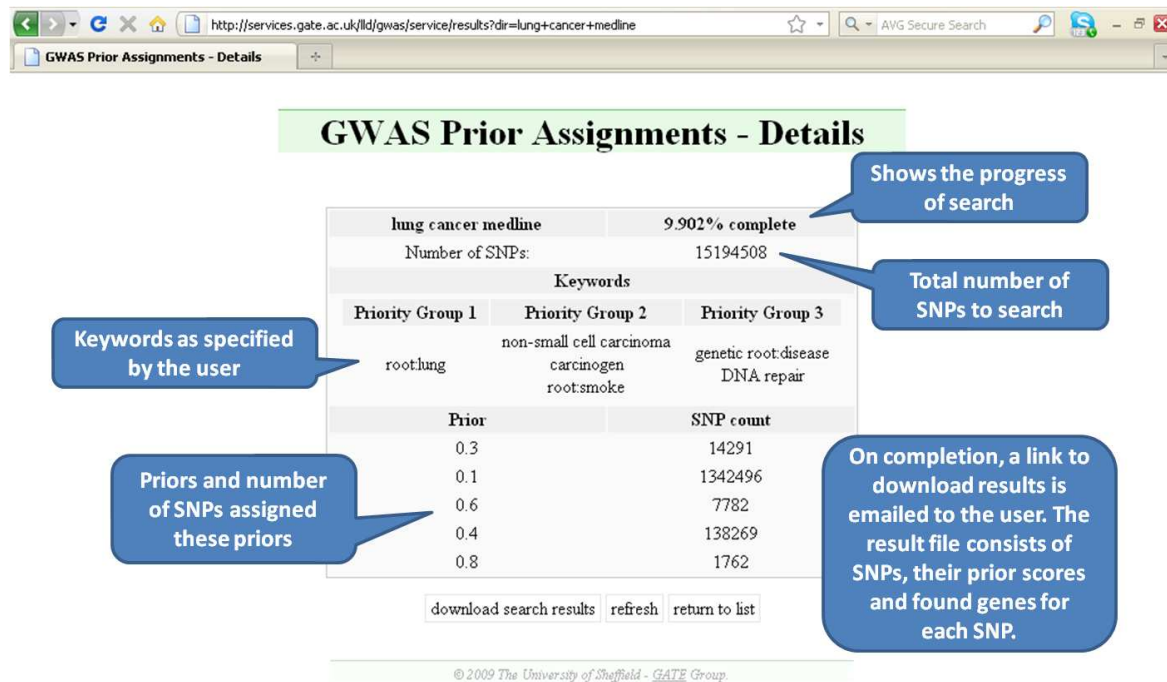 http://services.gate.ac.uk/lld/gwas/service/results?dir=lung+cancer+medline
AVG Secure Search
GWAS Prior Assignments - Details
GWAS Prior Assignments - Details
Shows the progress
of search
lung cancer medline 9.902% complete
Number of SNPs: 15194508
Total number of
SNPs to search
Keywords
Priority Group 1 Priority Group 2 Priority Group 3
Keywords as specified
by the user
root:lung
non-small cell carcinoma
carcinogen
root:smoke
genetic root:disease
DNA repair
Prior SNP count
0.3 14291
0.1 1342496
0.6 7782
0.4 138269
0.8 1762
Priors and number
of SNPs assigned
these priors
On completion, a link to
download results is
emailed to the user. The
result file consists of
SNPs, their prior scores
and found genes for
each SNP.
download search results refresh return to list
© 2009 The University of Sheffield - GATE Group.